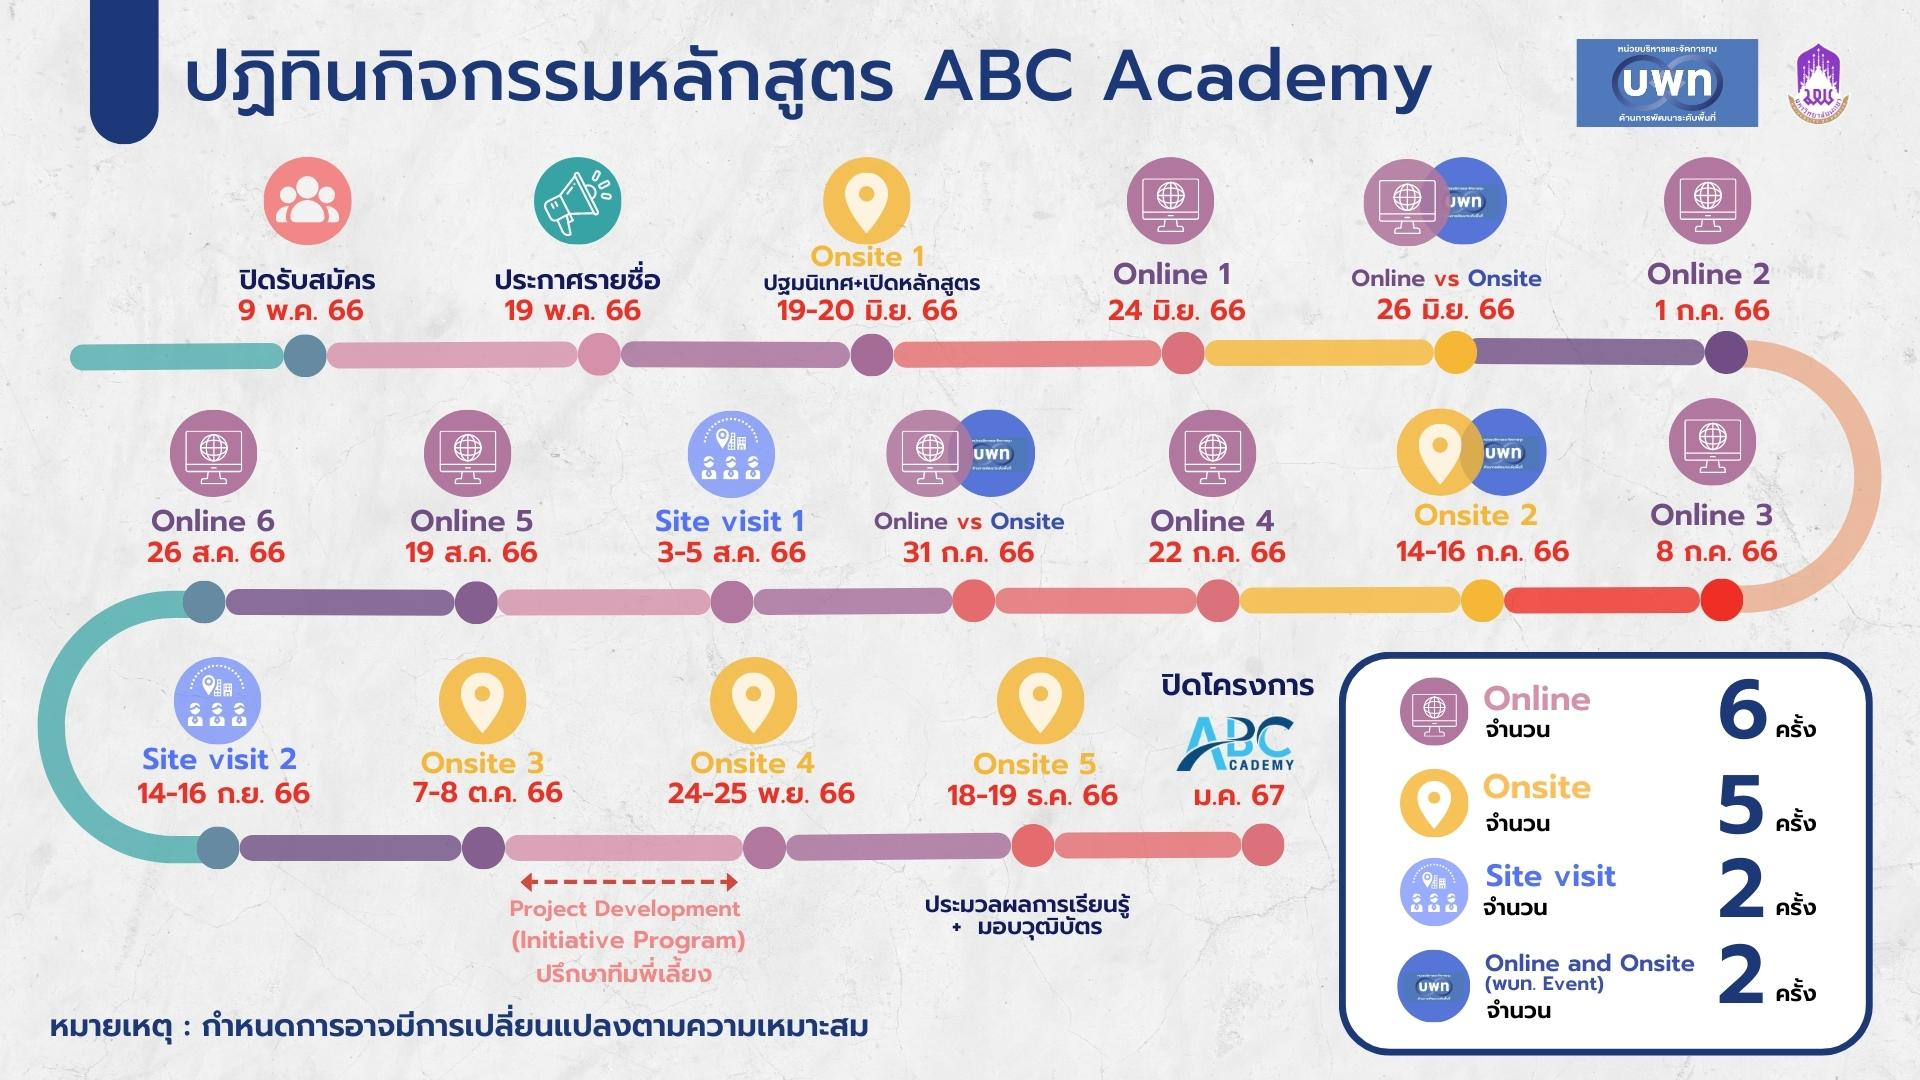 ปฏิทินกิจกรรมหลักสูตร ABC Academy
หน่วยบริหารและจัดการทุน
บพท
ด้านการพัฒนาระดับพื้นที่
ปิดรับสมัคร
9 พ.ค. 66
ประกาศรายชื่อ
19 พ.ค. 66
Onsite 1
ปฐมนิเทศ+เปิดหลักสูตร
19-20 มิ.ย. 66
Online 1
24 มิ.ย. 66
บพท
Online vs Onsite
26 มิ.ย. 66
Online 2
1 ก.ค. 66
Online 6
26 ส.ค. 66
Online 5
19 ส.ค. 66
Site visit 1
3-5 ส.ค. 66
บพท
Online vs Onsite
31 ก.ค. 66
Online 4
22 ก.ค. 66
บพท
Onsite 2
14-16 ก.ค. 66
Online 3
8 ก.ค. 66
Site visit 2
14-16 ก.ย. 66
Onsite 3
7-8 ต.ค. 66
Onsite 4
24-25 พ.ย. 66
Onsite 5
18-19 ธ.ค. 66
ปิดโครงการ
ABC
ACADEMY
ม.ค. 67
Project Development
(Initiative Program)
ปรึกษาทีมพี่เลี้ยง
ประมวลผลการเรียนรู้
+ มอบวุฒิบัตร
Online
จำนวน 6 ครั้ง
Onsite
จำนวน 5 ครั้ง
Site visit
จำนวน 2 ครั้ง
บพท
Online and Onsite
(พบท. Event)
จำนวน 2 ครั้ง
หมายเหตุ : กำหนดการอาจมีการเปลี่ยนแปลงตามความเหมาะสม